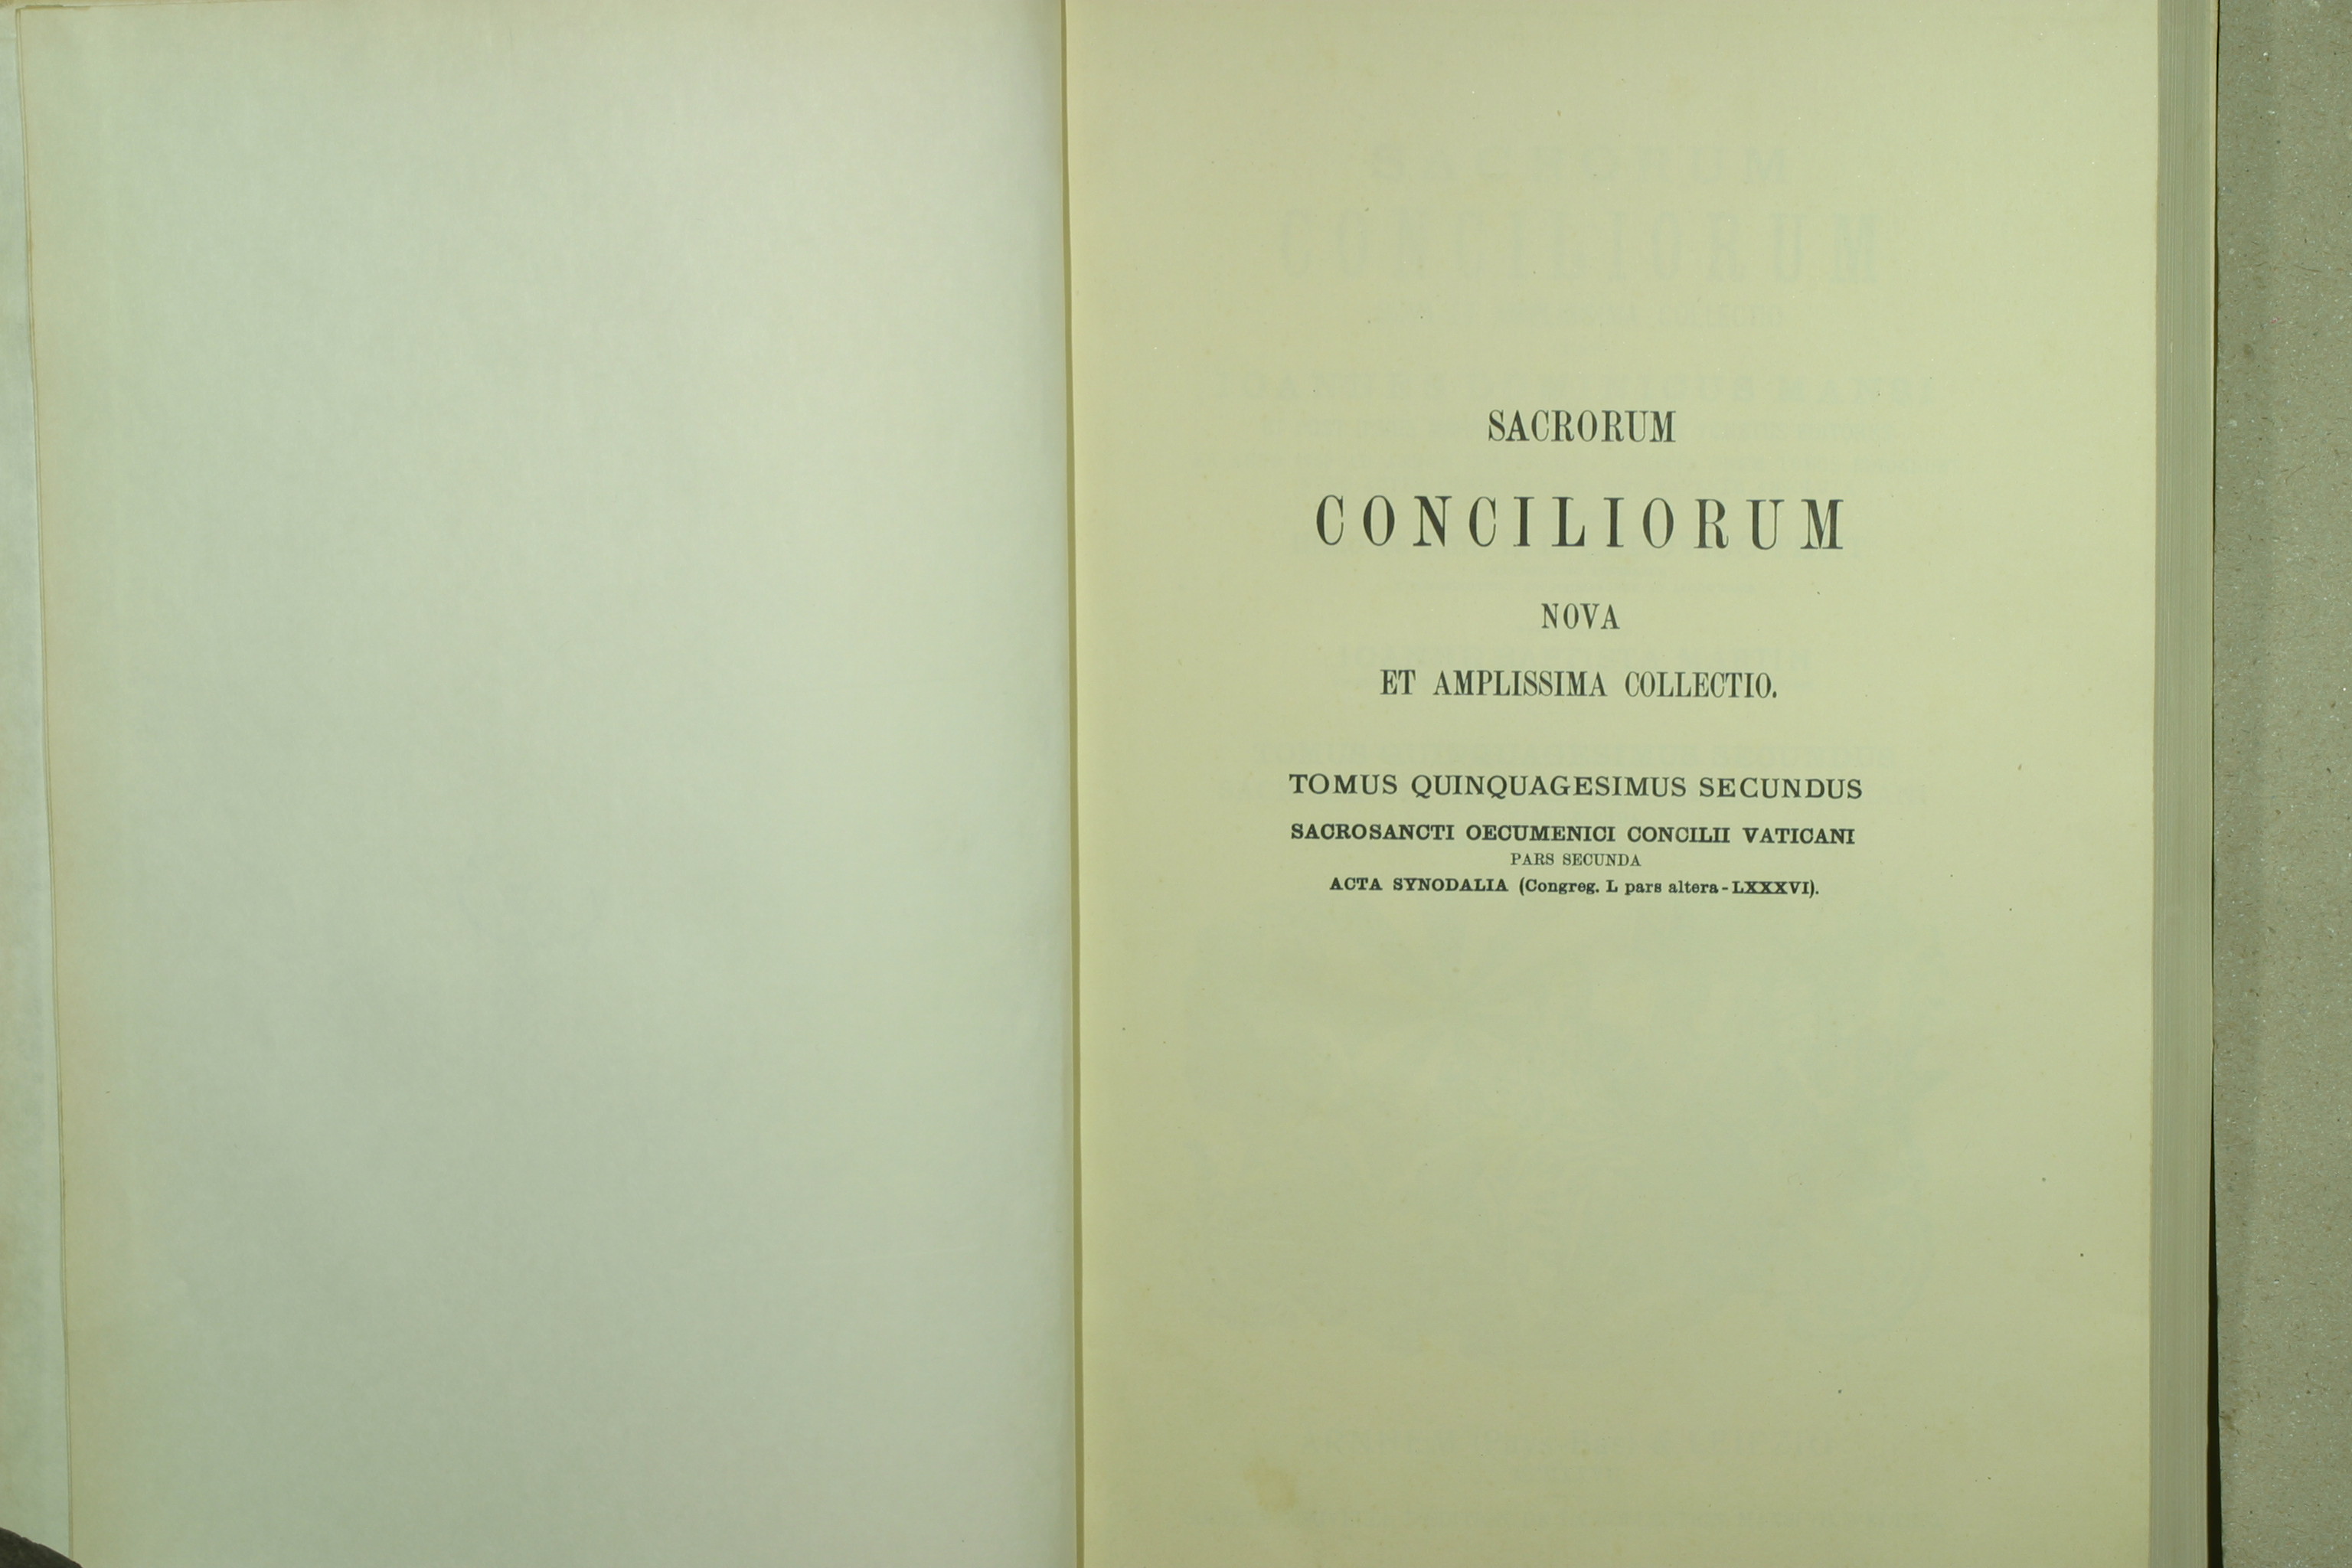 SACRORUM
CONCILIORUM
NOVA
ET AMPLISSIMA COLLECTIO.
TOMUS QUINQUAGESIMUS SECUNDUS
SACROSANCTI OECUMENICI CONCILII VATICANI
PARS SECUNDA
ACTA SYNODALIA (Congreg. L pars altera - LXXXVI).